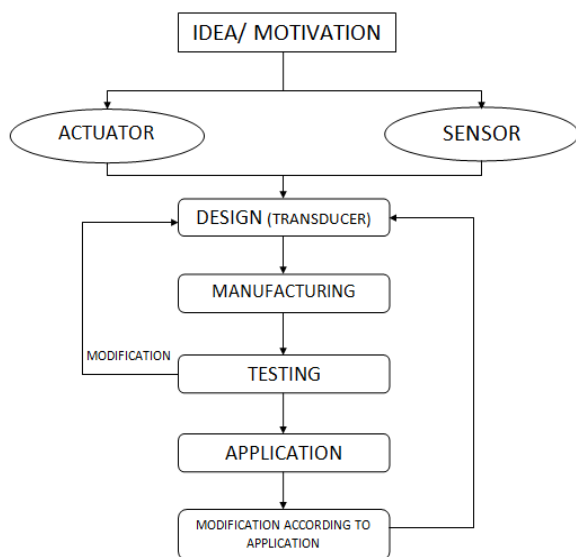 IDEA/ MOTIVATION
ACTUATOR
SENSOR
DESIGN (TRANSDUCER)
MANUFACTURING
MODIFICATION
TESTING
APPLICATION
MODIFICATION ACCORDING TO
APPLICATION